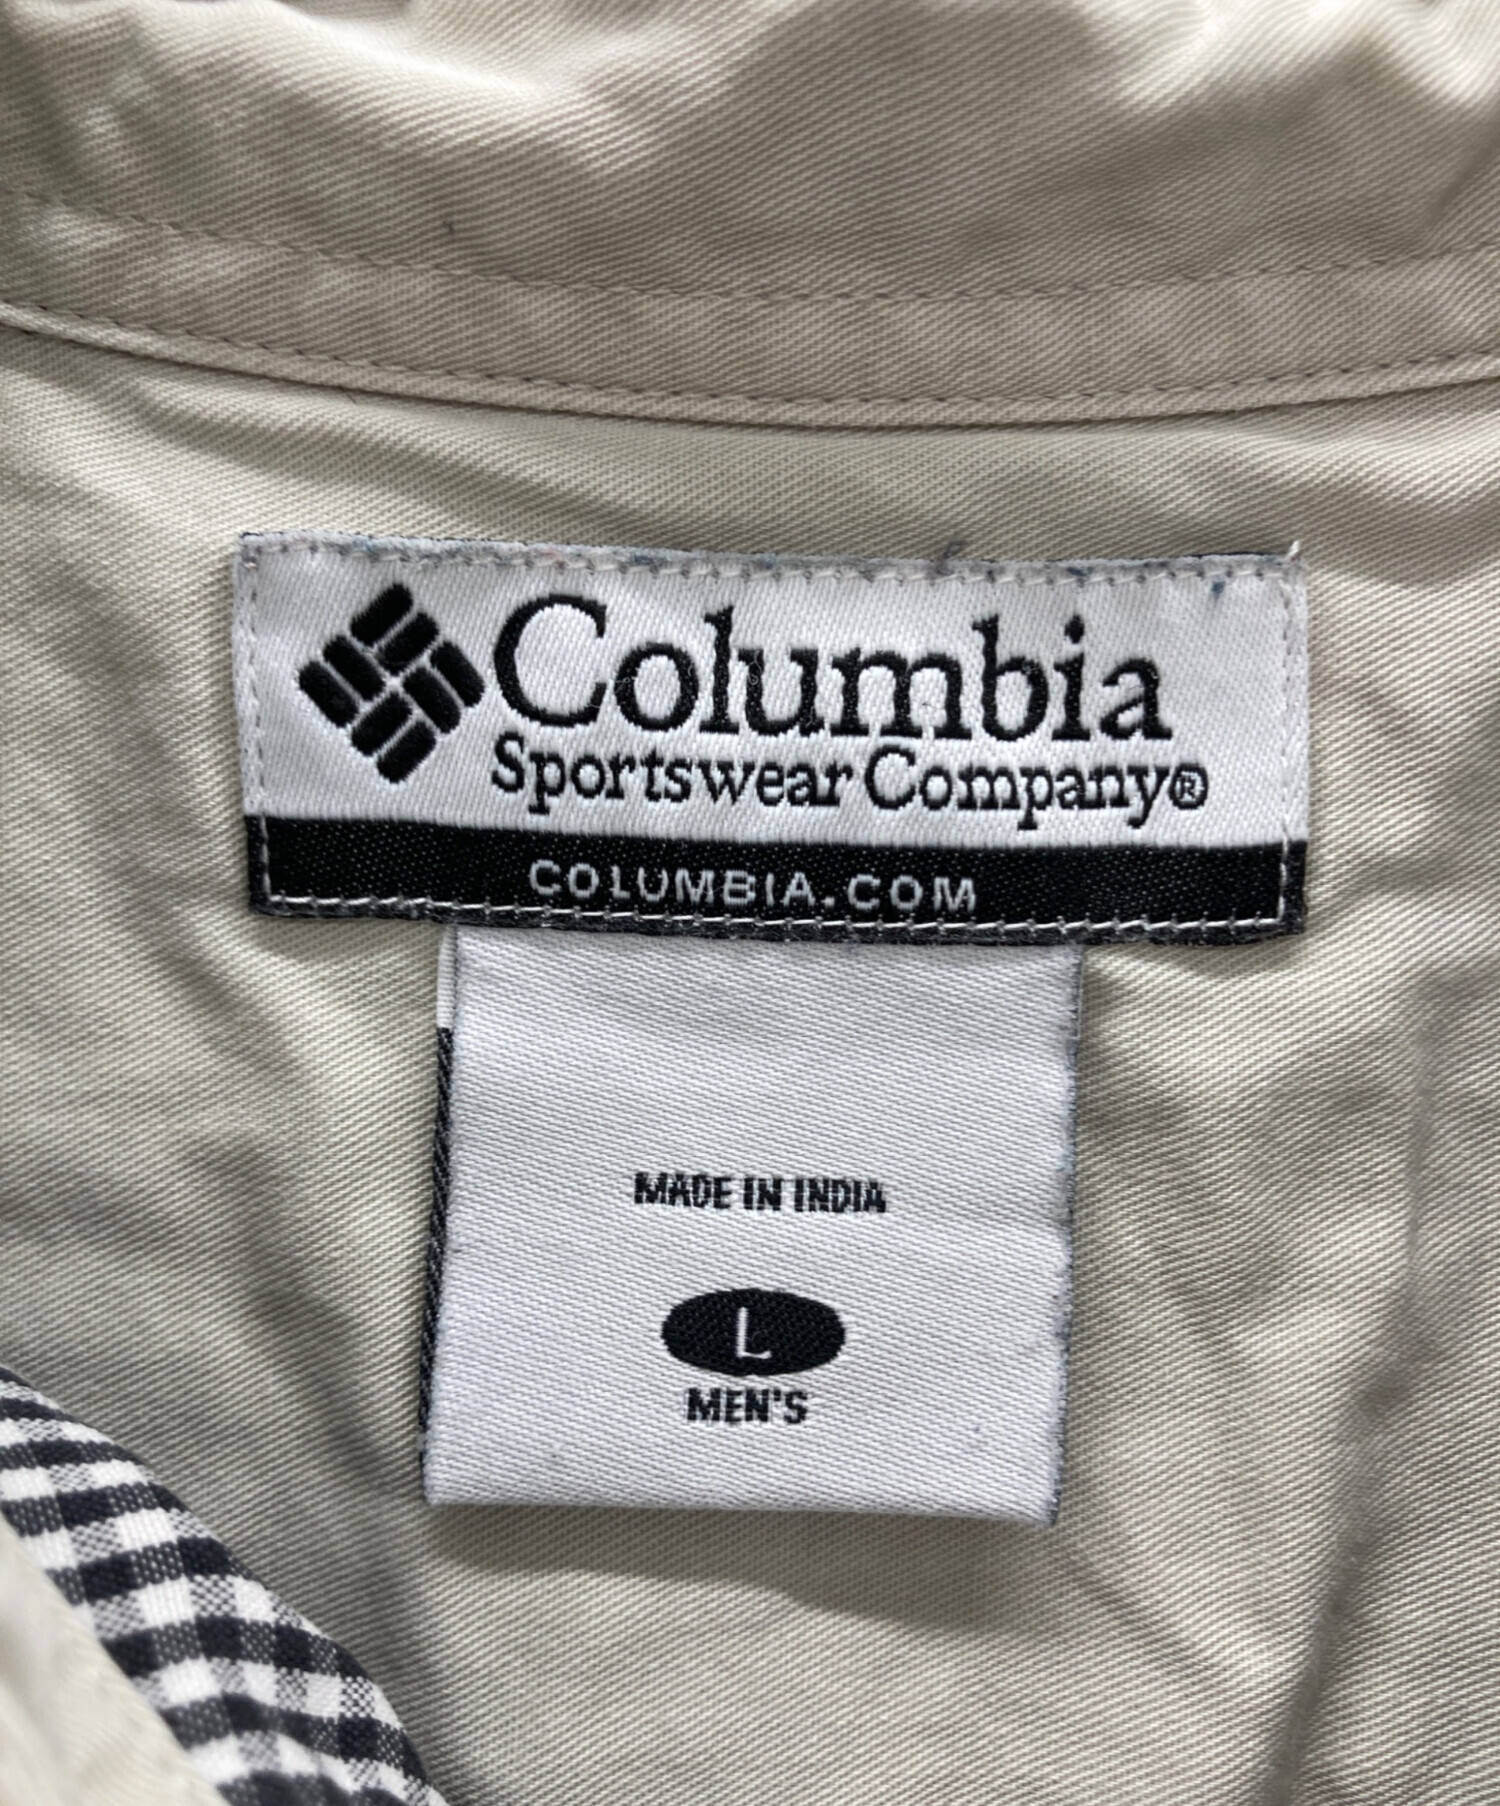 Columbia
Sportswear Company®
COLUMBIA.COM
MADE IN INDIA
L
MEN'S